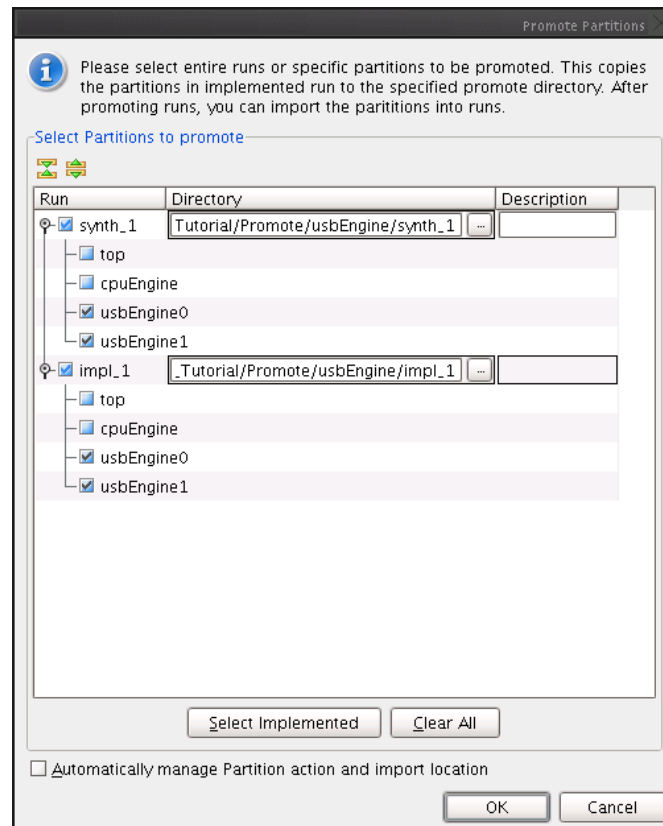 Promote Partitions
Please select entire runs or specific partitions to be promoted. This copies
the partitions in implemented run to the specified promote directory. After
promoting runs, you can import the parititions into runs.
Select Partitions to promote
Run Directory Description
synth_1 Tutorial/Promote/usbEngine/synth_1 ...
top
cpuEngine
usbEngine0
usbEngine1
impl_1 _Tutorial/Promote/usbEngine/impl_1 ...
top
cpuEngine
usbEngine0
usbEngine1
Select Implemented Clear All
Automatically manage Partition action and import location
OK Cancel